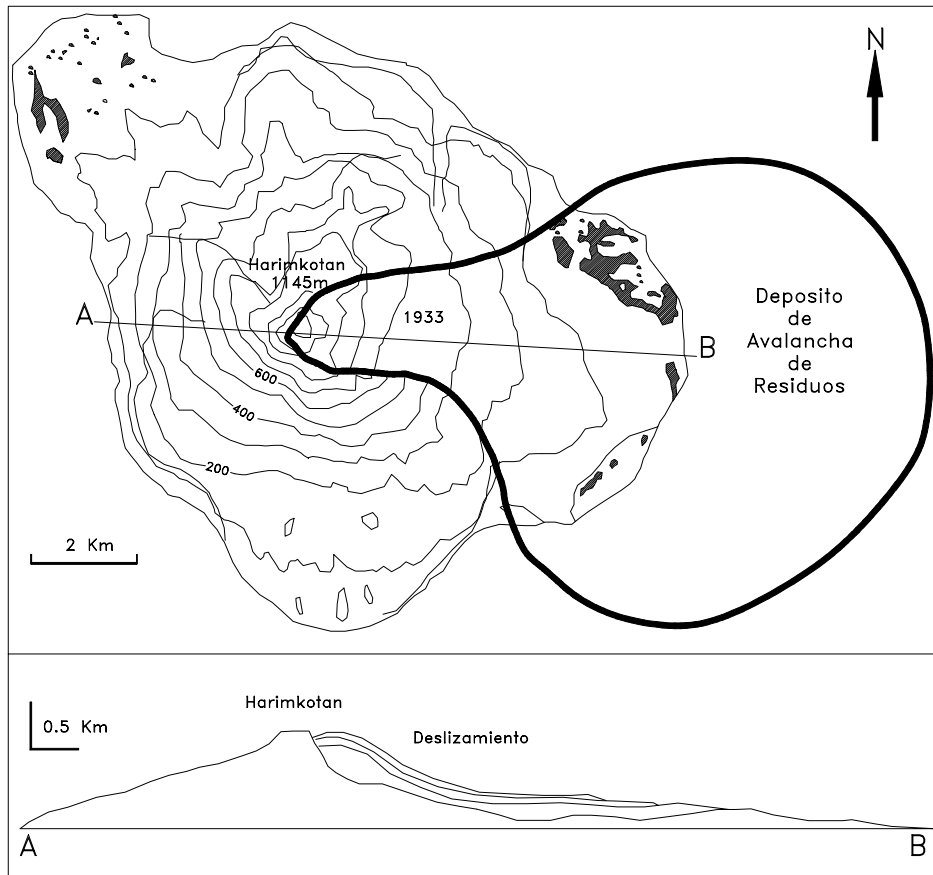 N
Harimkotan
1145m
A
1933
B
Deposito
de
Avalancha
de
Residuos
600
400
200
2 Km
Harimkotan
0.5 Km
Deslizamiento
A
B